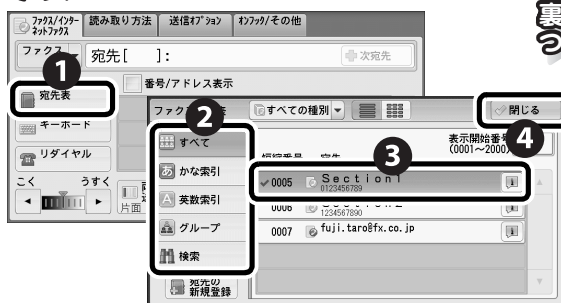 ファクス/インターネットファクス
読み取り方法
送信オプション
オンフック/その他
ファクス
宛先[ ]:
次宛先
1
宛先表
番号/アドレス表示
キーボード
リダイヤル
こく うすく
片面
2
すべての種別
閉じる
4
すべて
かな索引
英数索引
グループ
検索
宛先の
新規登録
表示開始番
(0001~2000)
3
宛先
0005 Section1
0123456789
0006
1234567890
0007 fuji.taro@fx.co.jp
裏